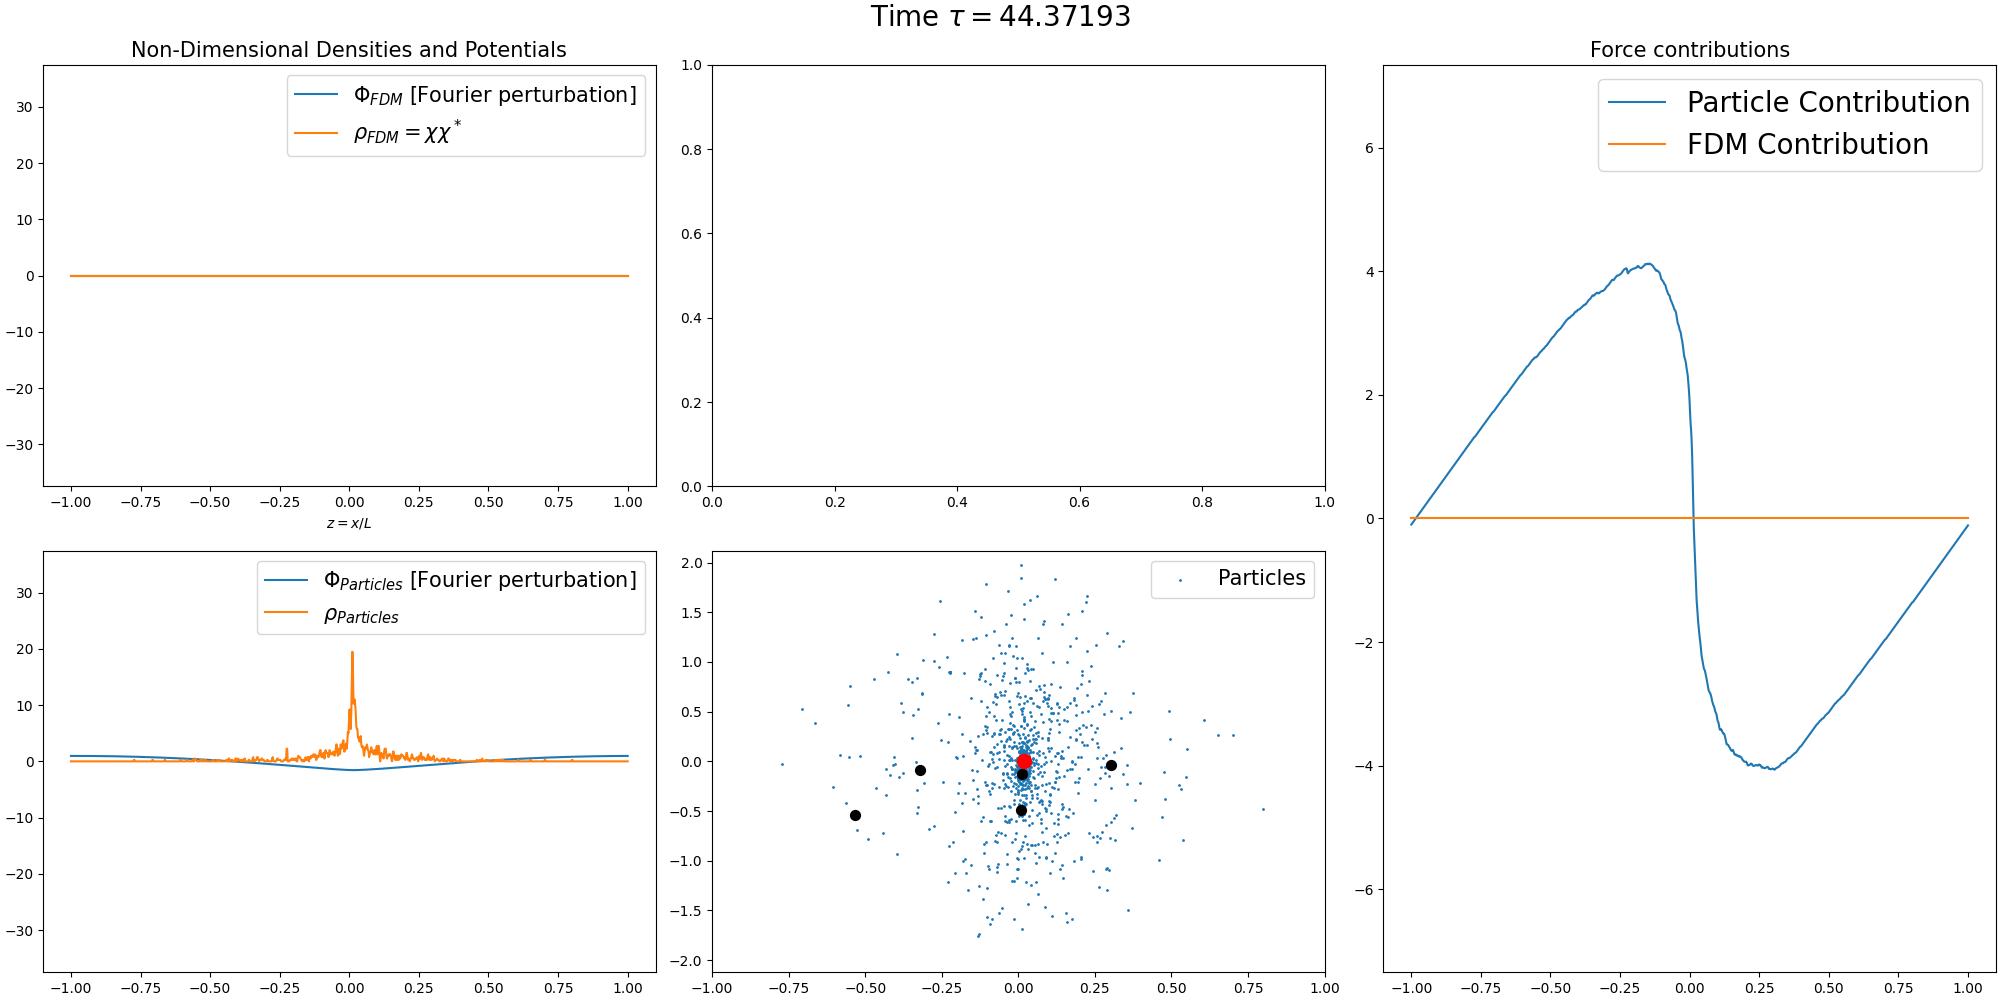 Time τ = 44.37193
Non-Dimensional Densities and Potentials
Φ_FDM [Fourier perturbation]
ρ_FDM = χχ*
30
20
10
0
−10
−20
−30
−1.00 −0.75 −0.50 −0.25 0.00 0.25 0.50 0.75 1.00
z = x/L
1.0
0.8
0.6
0.4
0.2
0.0
0.0 0.2 0.4 0.6 0.8 1.0
Φ_Particles [Fourier perturbation]
ρ_Particles
30
20
10
0
−10
−20
−30
−1.00 −0.75 −0.50 −0.25 0.00 0.25 0.50 0.75 1.00
Particles
2.0
1.5
1.0
0.5
0.0
−0.5
−1.0
−1.5
−2.0
−1.00 −0.75 −0.50 −0.25 0.00 0.25 0.50 0.75 1.00
Force contributions
Particle Contribution
FDM Contribution
6
4
2
0
−2
−4
−6
−1.00 −0.75 −0.50 −0.25 0.00 0.25 0.50 0.75 1.00